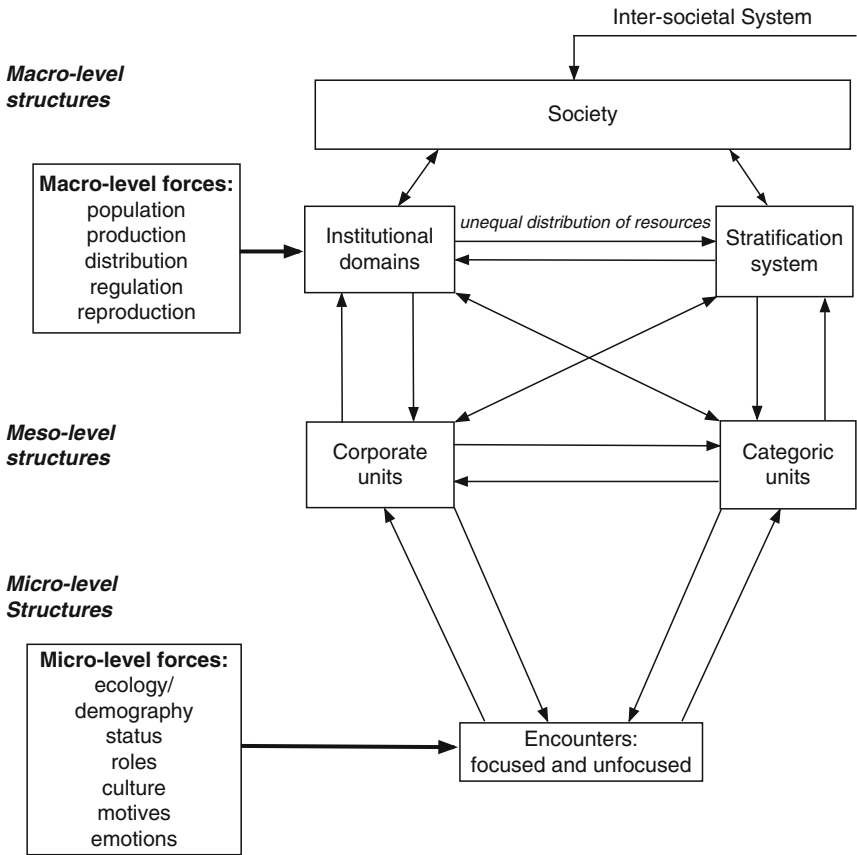 Inter-societal System
Macro-level
structures
Society
Macro-level forces:
population
production
distribution
regulation
reproduction
Institutional
domains
unequal distribution of resources
Stratification
system
Meso-level
structures
Corporate
units
Categoric
units
Micro-level
Structures
Micro-level forces:
ecology/
demography
status
roles
culture
motives
emotions
Encounters:
focused and unfocused